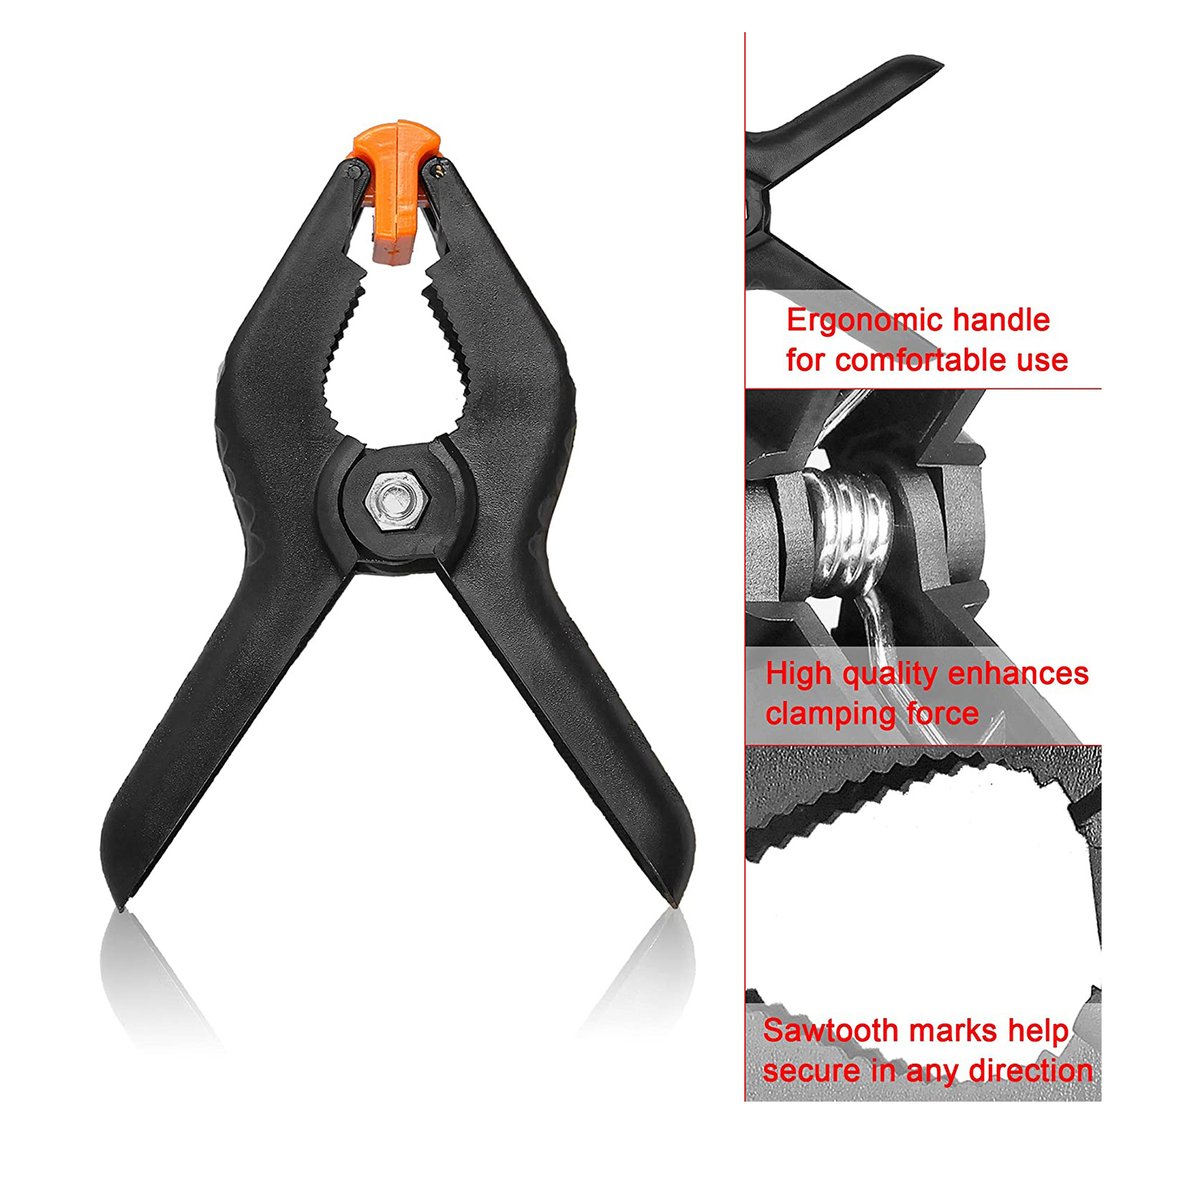 Ergonomic handle
for comfortable use
High quality enhances
clamping force
Sawtooth marks help
secure in any direction